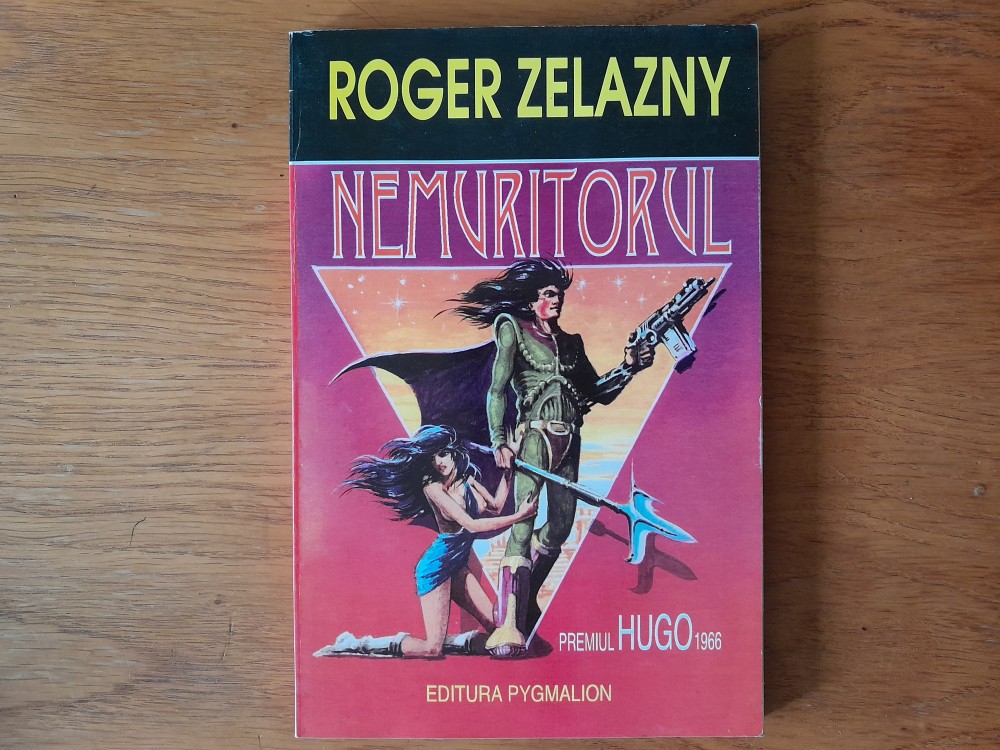 ROGER ZELAZNY
NEMURITORUL
PREMIUL HUGO 1966
EDITURA PYGMALION